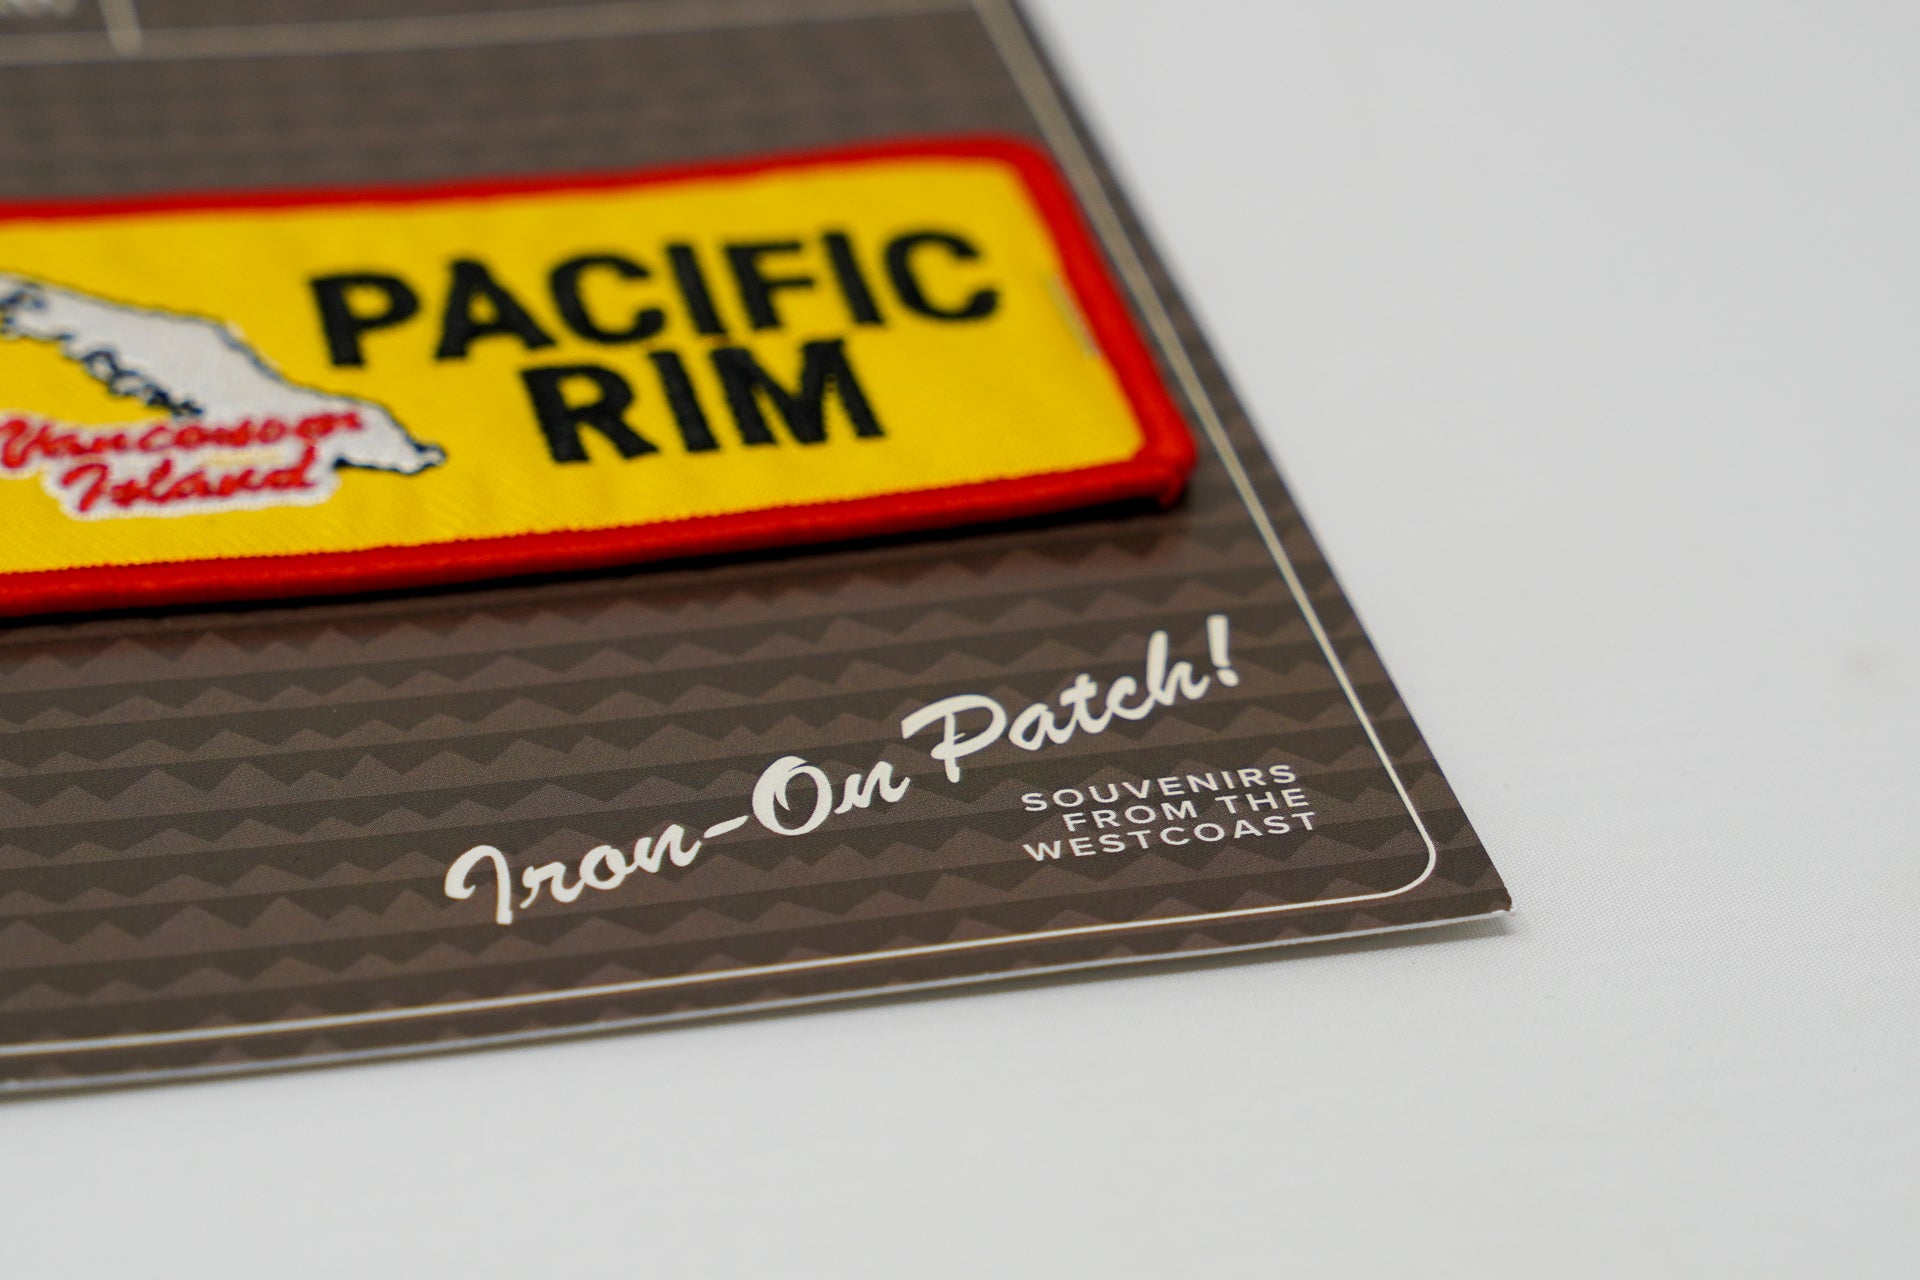 PACIFIC
RIM
Vancouver
Island
Iron-On Patch!
SOUVENIRS
FROM THE
WESTCOAST